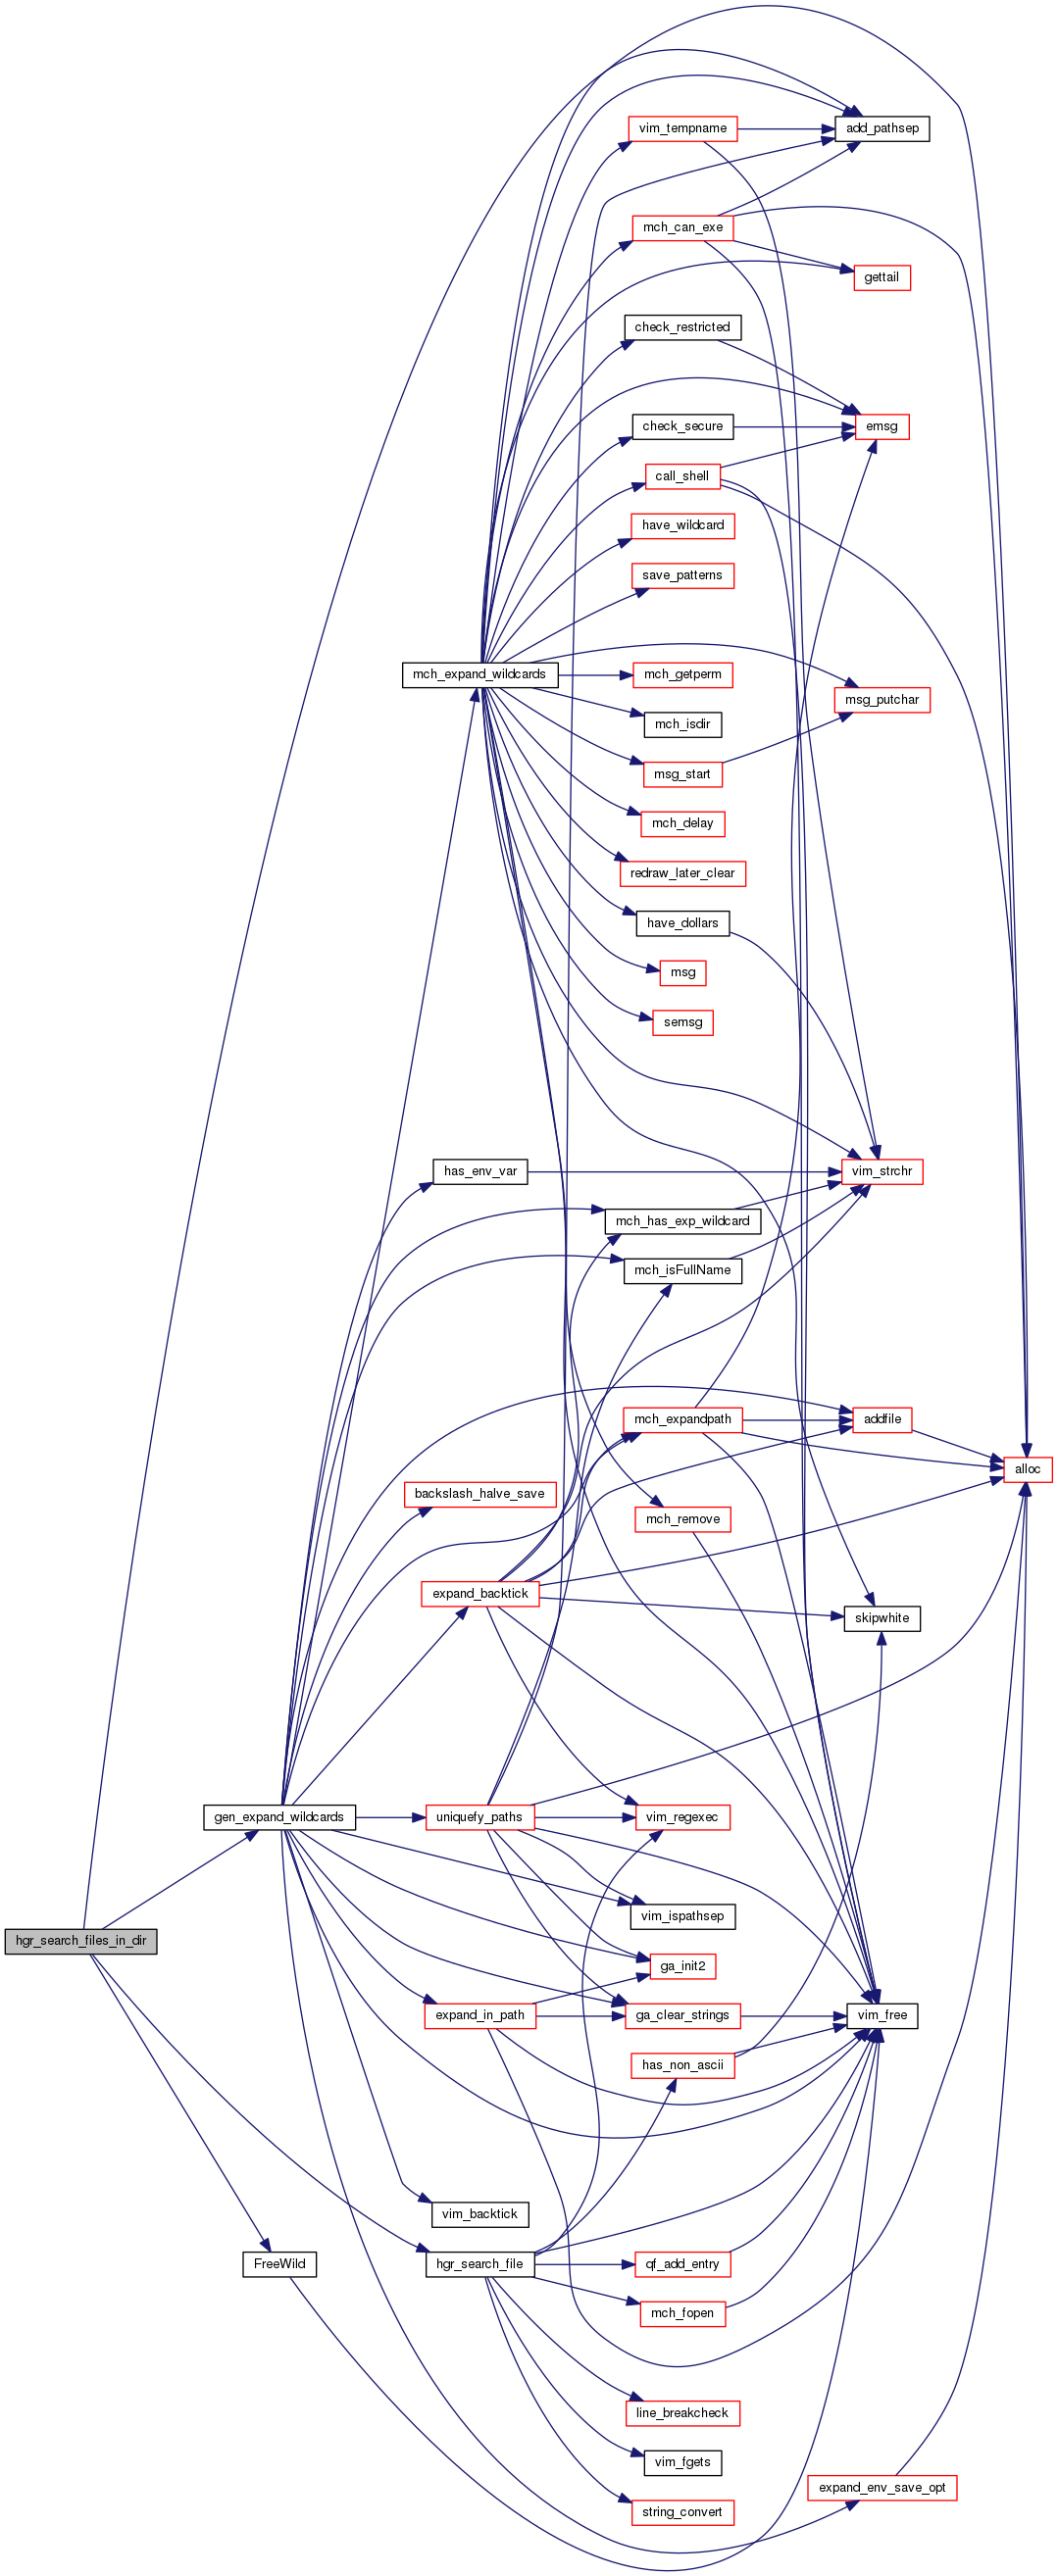 vim_tempname
add_pathsep
mch_can_exe
gettail
check_restricted
check_secure
emsg
call_shell
have_wildcard
save_patterns
mch_expand_wildcards
mch_getperm
msg_putchar
mch_isdir
msg_start
mch_delay
redraw_later_clear
have_dollars
msg
semsg
has_env_var
vim_strchr
mch_has_exp_wildcard
mch_isFullName
mch_expandpath
addfile
alloc
backslash_halve_save
mch_remove
expand_backtick
skipwhite
gen_expand_wildcards
uniquefy_paths
vim_regexec
vim_ispathsep
hgr_search_files_in_dir
ga_init2
expand_in_path
ga_clear_strings
vim_free
has_non_ascii
vim_backtick
FreeWild
hgr_search_file
qf_add_entry
mch_fopen
line_breakcheck
vim_fgets
expand_env_save_opt
string_convert